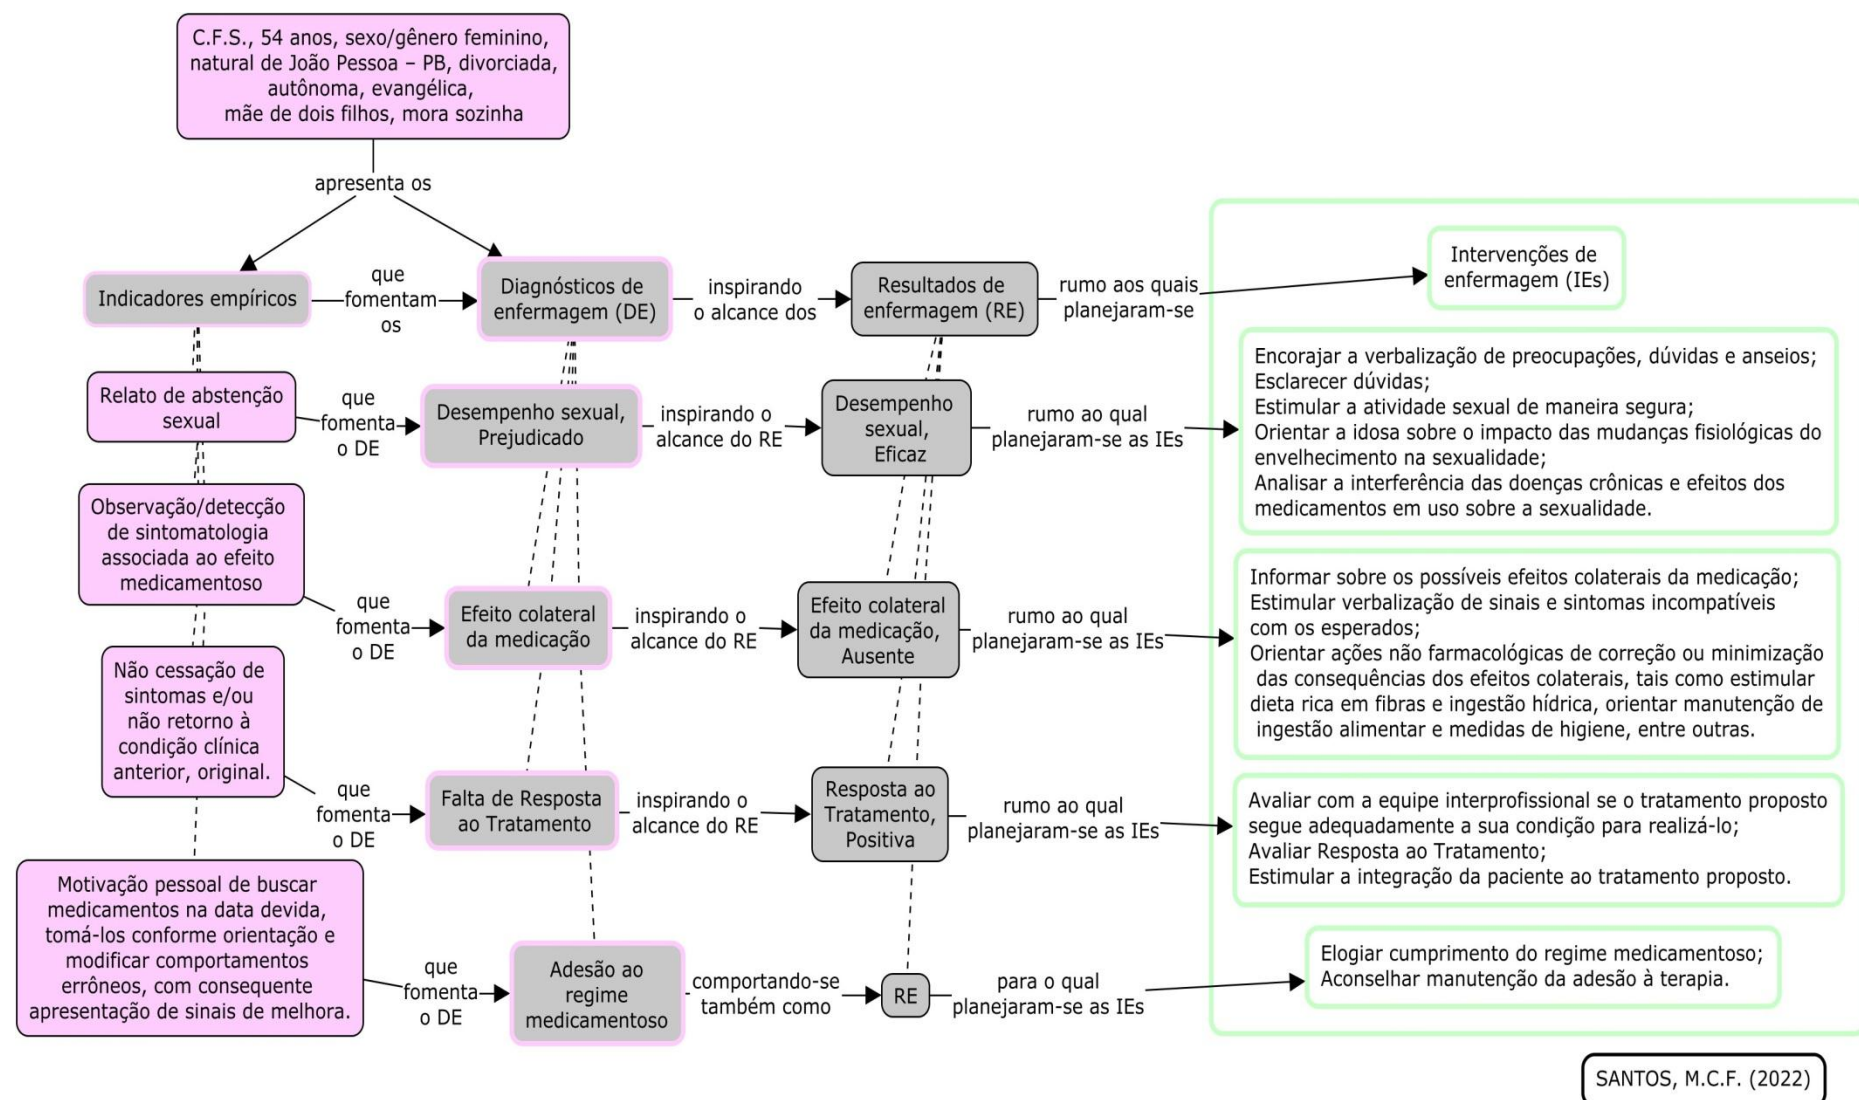 C.F.S., 54 anos, sexo/gênero feminino,
natural de João Pessoa – PB, divorciada,
autônoma, evangélica,
mãe de dois filhos, mora sozinha
apresenta os
Indicadores empíricos
que
fomentam
os
Diagnósticos de
enfermagem (DE)
inspirando
o alcance dos
Resultados de
enfermagem (RE)
rumo aos quais
planejaram-se
Intervenções de
enfermagem (IEs)
Relato de abstenção
sexual
que
fomenta
o DE
Desempenho sexual,
Prejudicado
inspirando o
alcance do RE
Desempenho
sexual,
Eficaz
rumo ao qual
planejaram-se as IEs
Encorajar a verbalização de preocupações, dúvidas e anseios;
Esclarecer dúvidas;
Estimular a atividade sexual de maneira segura;
Orientar a idosa sobre o impacto das mudanças fisiológicas do
envelhecimento na sexualidade;
Analisar a interferência das doenças crônicas e efeitos dos
medicamentos em uso sobre a sexualidade.
Observação/detecção
de sintomatologia
associada ao efeito
medicamentoso
que
fomenta
o DE
Efeito colateral
da medicação
inspirando o
alcance do RE
Efeito colateral
da medicação,
Ausente
rumo ao qual
planejaram-se as IEs
Informar sobre os possíveis efeitos colaterais da medicação;
Estimular verbalização de sinais e sintomas incompatíveis
com os esperados;
Orientar ações não farmacológicas de correção ou minimização
das consequências dos efeitos colaterais, tais como estimular
dieta rica em fibras e ingestão hídrica, orientar manutenção de
ingestão alimentar e medidas de higiene, entre outras.
Não cessação de
sintomas e/ou
não retorno à
condição clínica
anterior, original.
que
fomenta
o DE
Falta de Resposta
ao Tratamento
inspirando o
alcance do RE
Resposta ao
Tratamento,
Positiva
rumo ao qual
planejaram-se as IEs
Avaliar com a equipe interprofissional se o tratamento proposto
segue adequadamente a sua condição para realizá-lo;
Avaliar Resposta ao Tratamento;
Estimular a integração da paciente ao tratamento proposto.
Motivação pessoal de buscar
medicamentos na data devida,
tomá-los conforme orientação e
modificar comportamentos
errôneos, com consequente
apresentação de sinais de melhora.
que
fomenta
o DE
Adesão ao
regime
medicamentoso
comportando-se
também como
RE
para o qual
planejaram-se as IEs
Elogiar cumprimento do regime medicamentoso;
Aconselhar manutenção da adesão à terapia.
SANTOS, M.C.F. (2022)